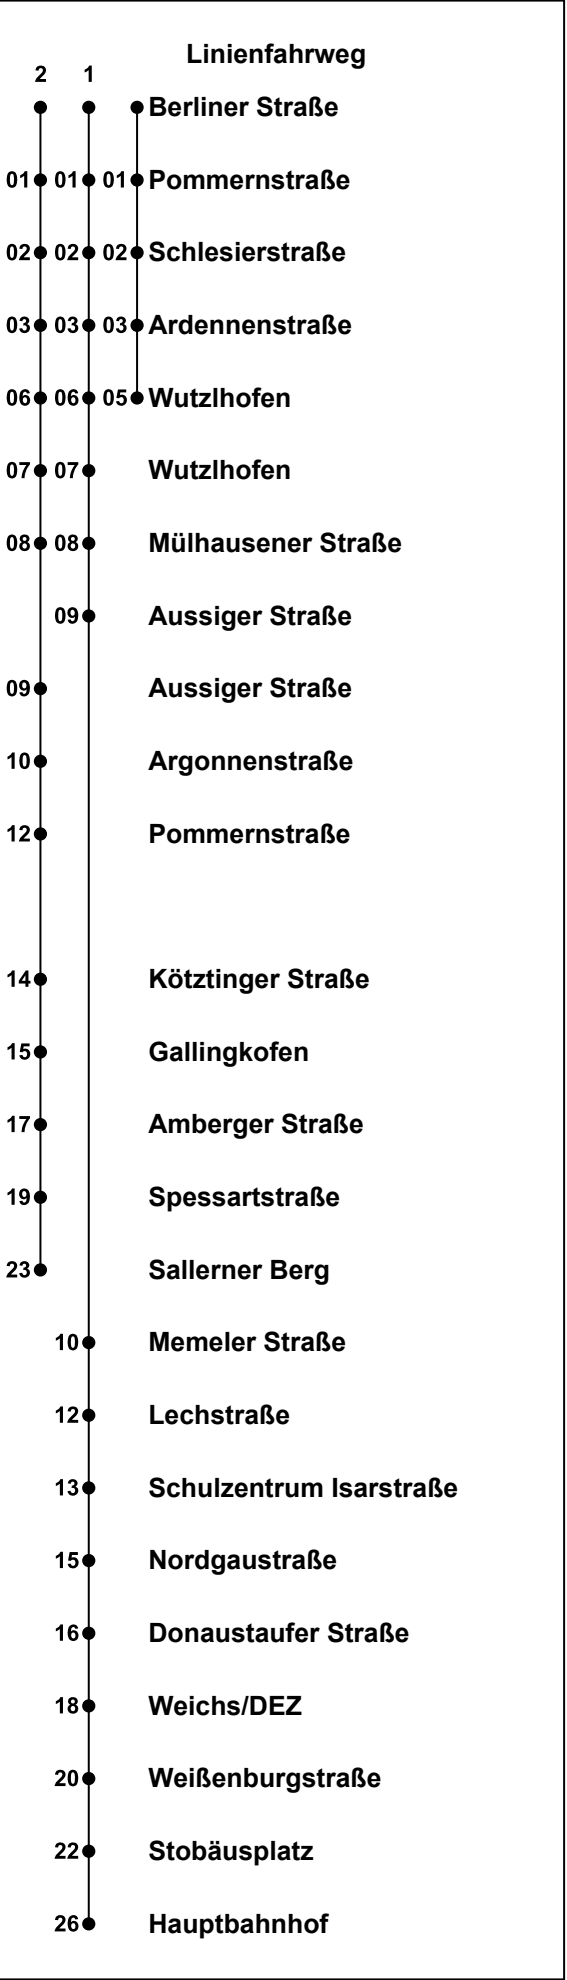 Linienfahrweg
2 1
Berliner Straße
01 01 01 Pommernstraße
02 02 02 Schlesierstraße
03 03 03 Ardennenstraße
06 06 05 Wutzlhofen
07 07 Wutzlhofen
08 08 Mülhausener Straße
09 Aussiger Straße
09 Aussiger Straße
10 Argonnenstraße
12 Pommernstraße
14 Kötztinger Straße
15 Gallingkofen
17 Amberger Straße
19 Spessartstraße
23 Sallerner Berg
10 Memeler Straße
12 Lechstraße
13 Schulzentrum Isarstraße
15 Nordgaustraße
16 Donaustaufer Straße
18 Weichs/DEZ
20 Weißenburgstraße
22 Stobäusplatz
26 Hauptbahnhof